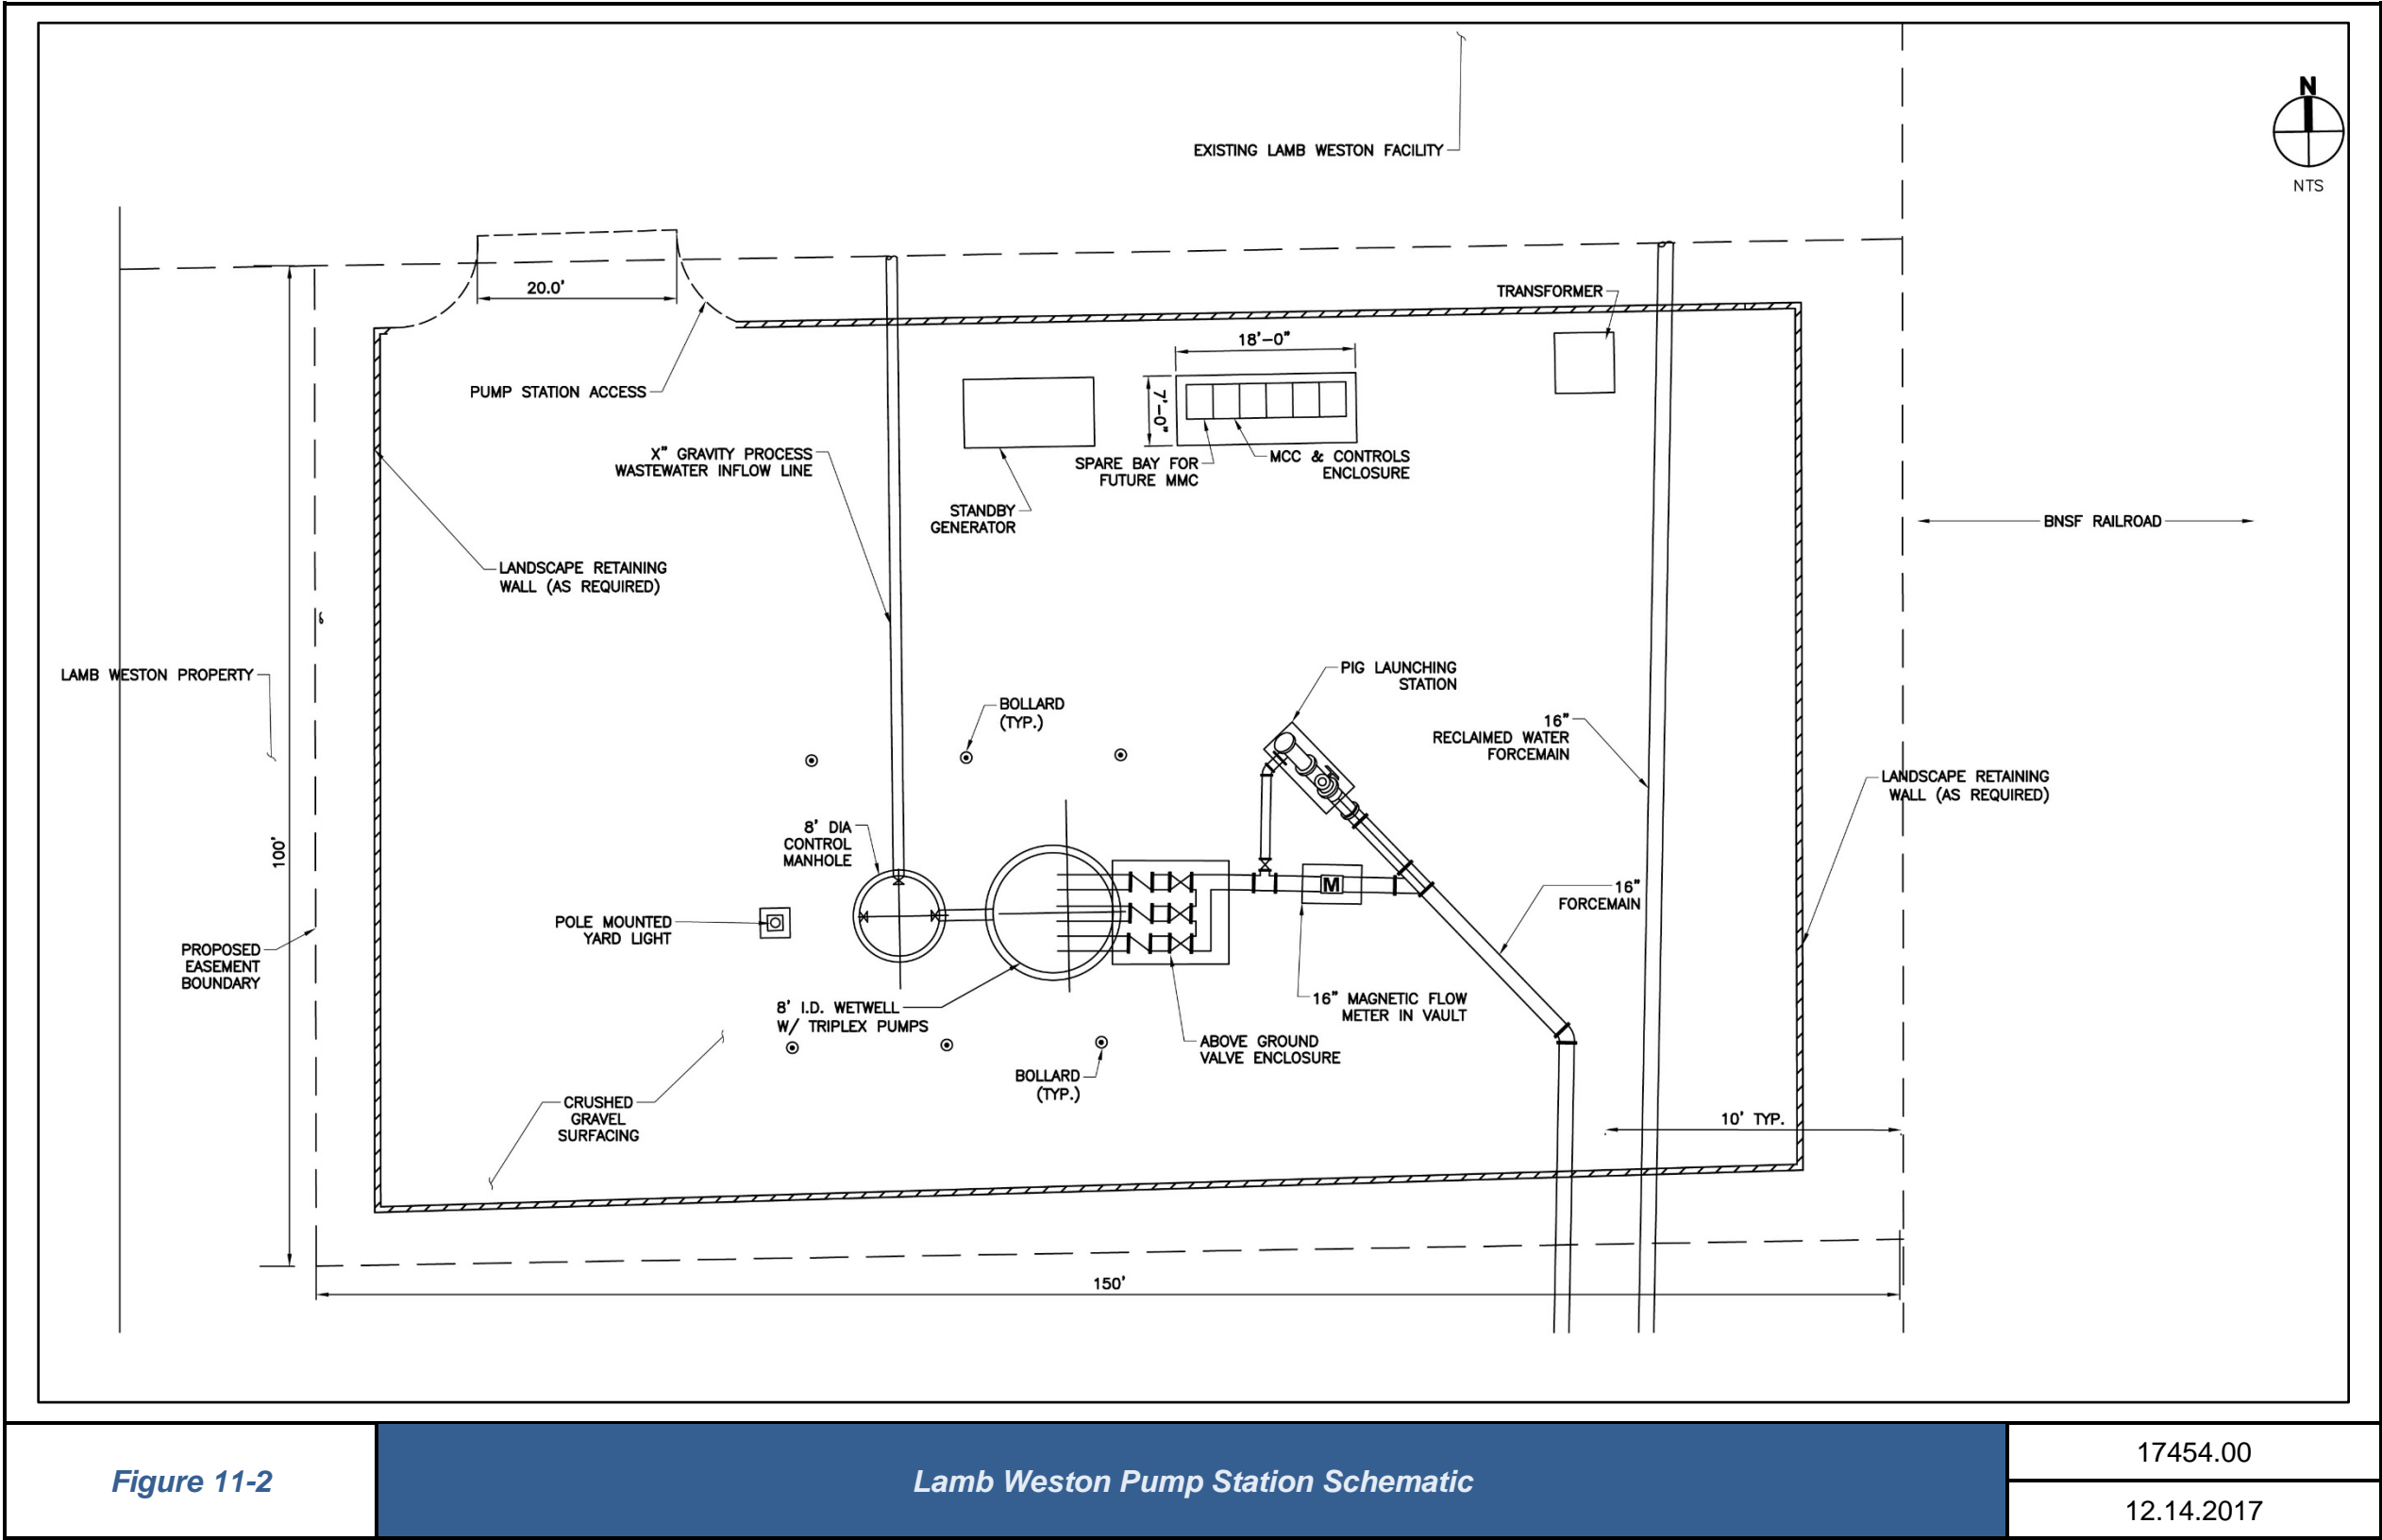 EXISTING LAMB WESTON FACILITY
N
NTS
20.0'
TRANSFORMER
18'-0"
7'-0"
PUMP STATION ACCESS
X" GRAVITY PROCESS
WASTEWATER INFLOW LINE
SPARE BAY FOR
FUTURE MMC
MCC & CONTROLS
ENCLOSURE
STANDBY
GENERATOR
BNSF RAILROAD
LANDSCAPE RETAINING
WALL (AS REQUIRED)
LAMB WESTON PROPERTY
PIG LAUNCHING
STATION
BOLLARD
(TYP.)
16"
RECLAIMED WATER
FORCEMAIN
LANDSCAPE RETAINING
WALL (AS REQUIRED)
100'
8' DIA
CONTROL
MANHOLE
M
16"
FORCEMAIN
POLE MOUNTED
YARD LIGHT
PROPOSED
EASEMENT
BOUNDARY
8' I.D. WETWELL
W/ TRIPLEX PUMPS
16" MAGNETIC FLOW
METER IN VAULT
ABOVE GROUND
VALVE ENCLOSURE
BOLLARD
(TYP.)
CRUSHED
GRAVEL
SURFACING
10' TYP.
150'
Figure 11-2
Lamb Weston Pump Station Schematic
17454.00
12.14.2017